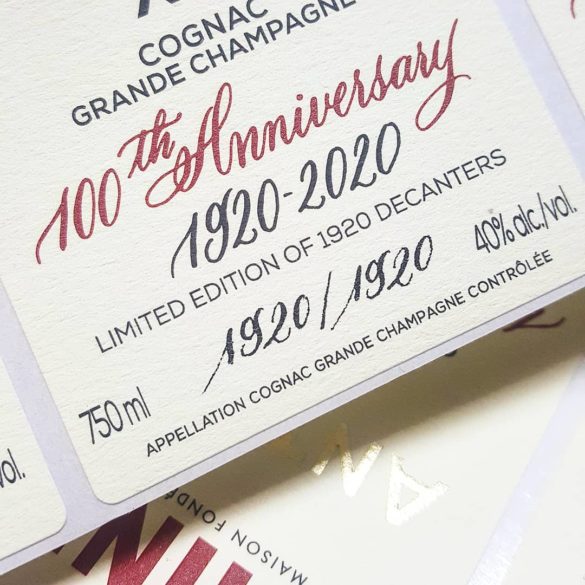 COGNAC
GRANDE CHAMPAGNE
100th Anniversary
1920-2020
LIMITED EDITION OF 1920 DECANTERS
1920/1920
40% alc./vol.
750 ml
APPELLATION COGNAC GRANDE CHAMPAGNE CONTRÔLÉE
vol.
MAISON FONDÉ